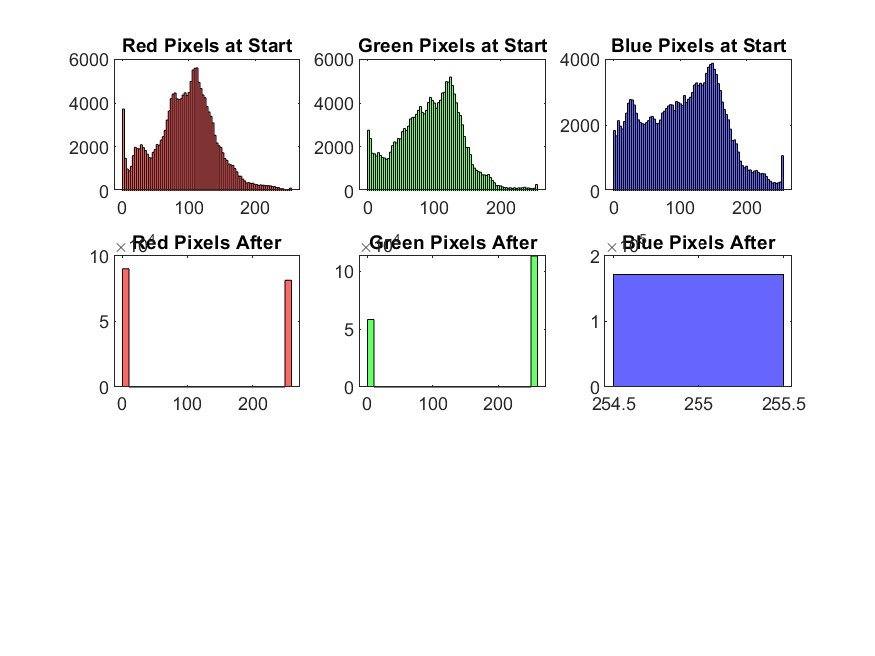 Red Pixels at Start
Green Pixels at Start
Blue Pixels at Start
6000
4000
2000
0
0 100 200
6000
4000
2000
0
0 100 200
4000
2000
0
0 100 200
Red Pixels After
Green Pixels After
Blue Pixels After
× 10⁴
10
5
0
0 100 200
× 10⁴
10
5
0
0 100 200
× 10⁵
2
1
0
254.5 255 255.5